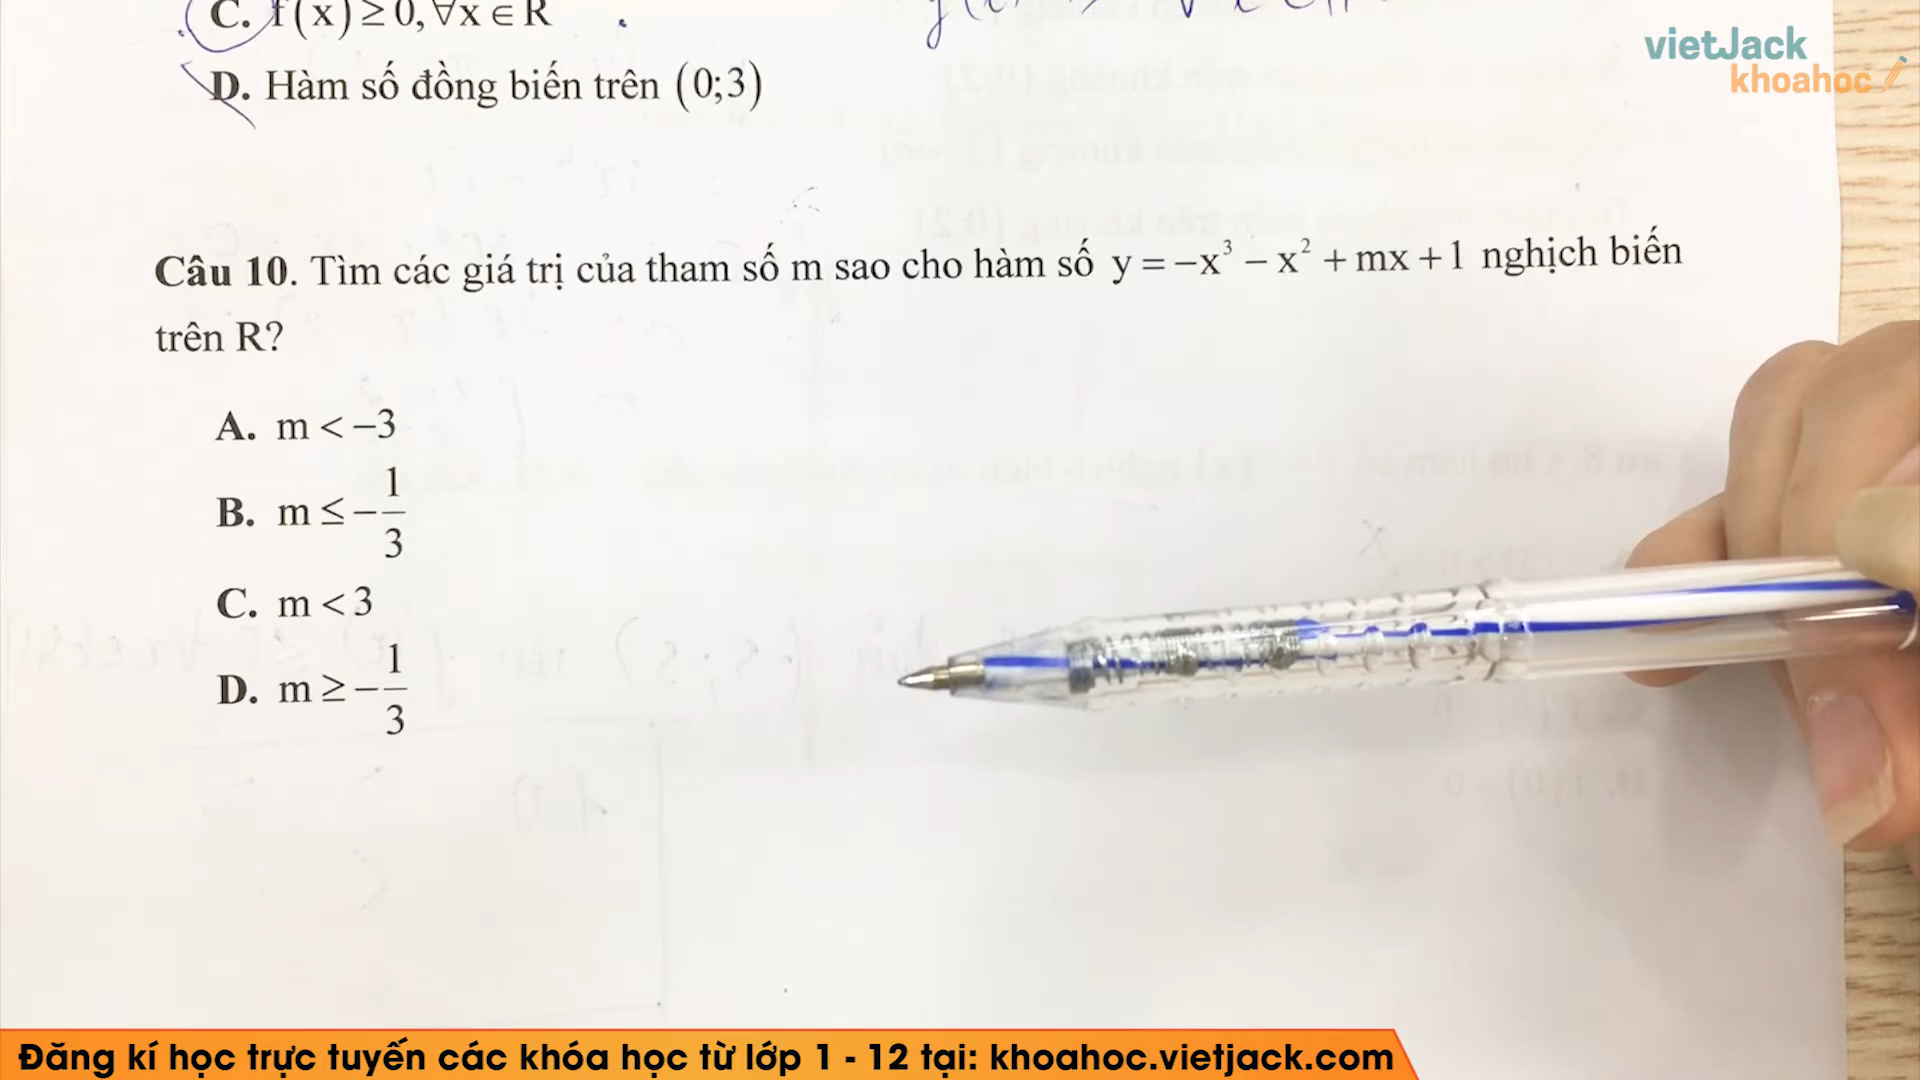 C. f(x) ≥ 0, ∀x ∈ R
D. Hàm số đồng biến trên (0;3)
vietJack
khoahoc
Câu 10. Tìm các giá trị của tham số m sao cho hàm số y = −x³ − x² + mx + 1 nghịch biến
trên R?
A. m < −3
B. m ≤ −1/3
C. m < 3
D. m ≥ −1/3
Đăng kí học trực tuyến các khóa học từ lớp 1 - 12 tại: khoahoc.vietjack.com